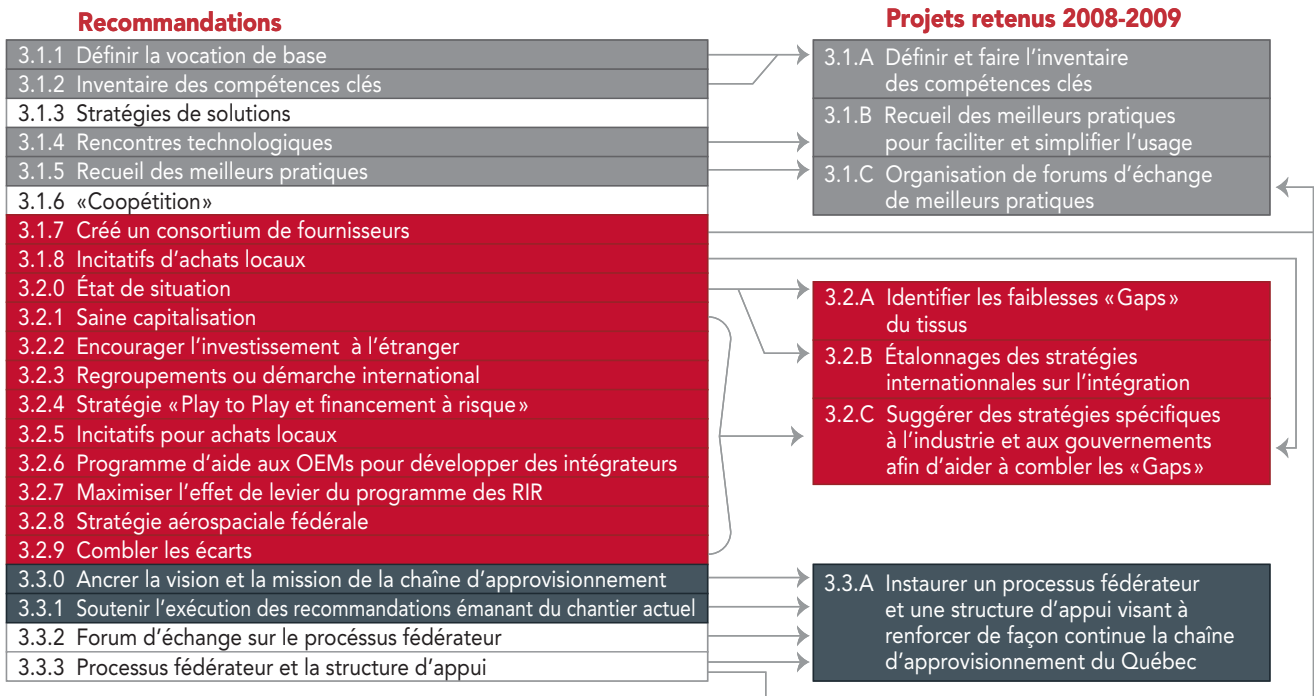 Recommandations
3.1.1 Définir la vocation de base
3.1.2 Inventaire des compétences clés
3.1.3 Stratégies de solutions
3.1.4 Rencontres technologiques
3.1.5 Recueil des meilleurs pratiques
3.1.6 «Coopétition»
3.1.7 Créé un consortium de fournisseurs
3.1.8 Incitatifs d'achats locaux
3.2.0 État de situation
3.2.1 Saine capitalisation
3.2.2 Encourager l'investissement à l'étranger
3.2.3 Regroupements ou démarche international
3.2.4 Stratégie «Play to Play et financement à risque»
3.2.5 Incitatifs pour achats locaux
3.2.6 Programme d'aide aux OEMs pour développer des intégrateurs
3.2.7 Maximiser l'effet de levier du programme des RIR
3.2.8 Stratégie aérospaciale fédérale
3.2.9 Combler les écarts
3.3.0 Ancrer la vision et la mission de la chaîne d'approvisionnement
3.3.1 Soutenir l'exécution des recommandations émanant du chantier actuel
3.3.2 Forum d'échange sur le procéssus fédérateur
3.3.3 Processus fédérateur et la structure d'appui
Projets retenus 2008-2009
3.1.A Définir et faire l'inventaire
des compétences clés
3.1.B Recueil des meilleurs pratiques
pour faciliter et simplifier l'usage
3.1.C Organisation de forums d'échange
de meilleurs pratiques
3.2.A Identifier les faiblesses «Gaps»
du tissus
3.2.B Étalonnages des stratégies
internationnales sur l'intégration
3.2.C Suggérer des stratégies spécifiques
à l'industrie et aux gouvernements
afin d'aider à combler les «Gaps»
3.3.A Instaurer un processus fédérateur
et une structure d'appui visant à
renforcer de façon continue la chaîne
d'approvisionnement du Québec